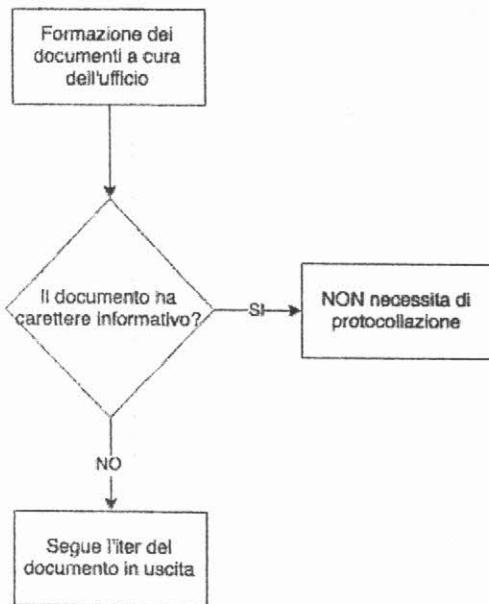 Formazione dei
documenti a cura
dell'ufficio
Il documento ha
carettere informativo?
SI
NON necessita di
protocollazione
NO
Segue l'iter del
documento in uscita